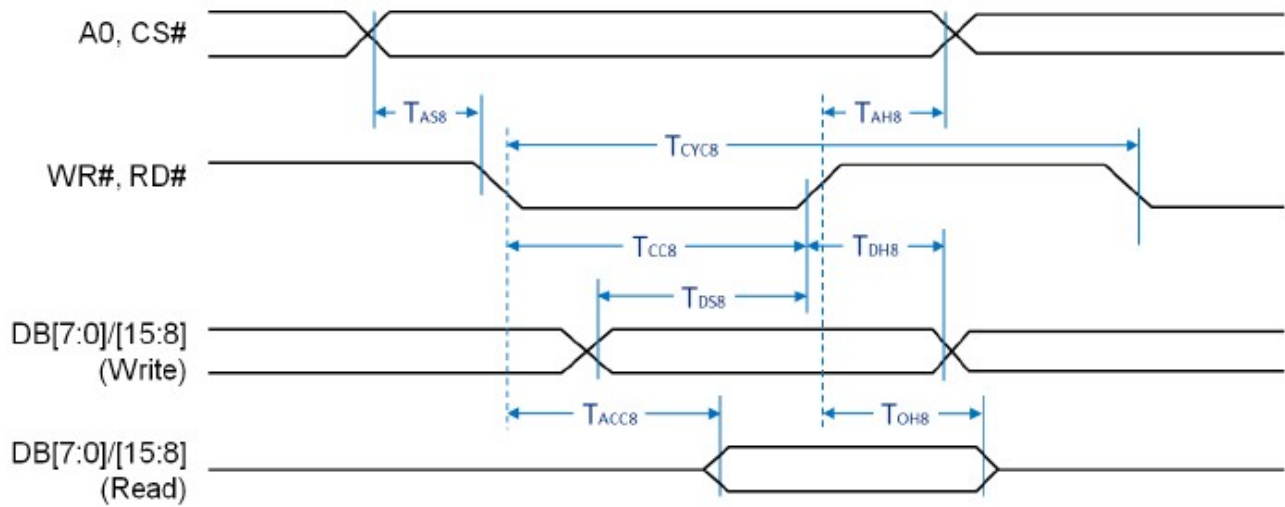 A0, CS#
TAS8
TAH8
TCYC8
WR#, RD#
TCC8
TDH8
TDS8
DB[7:0]/[15:8]
(Write)
TACC8
TOH8
DB[7:0]/[15:8]
(Read)